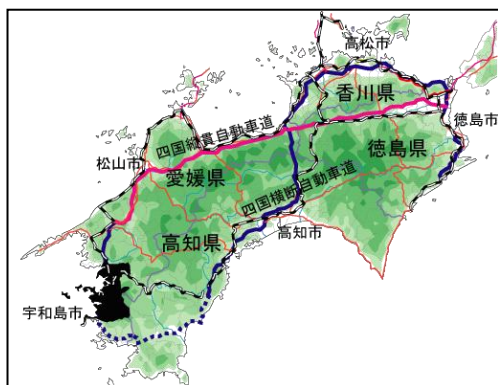 高松市
香川県
徳島市
四国縦貫自動車道
徳島県
松山市
愛媛県
四国横断自動車道
高知県
高知市
宇和島市